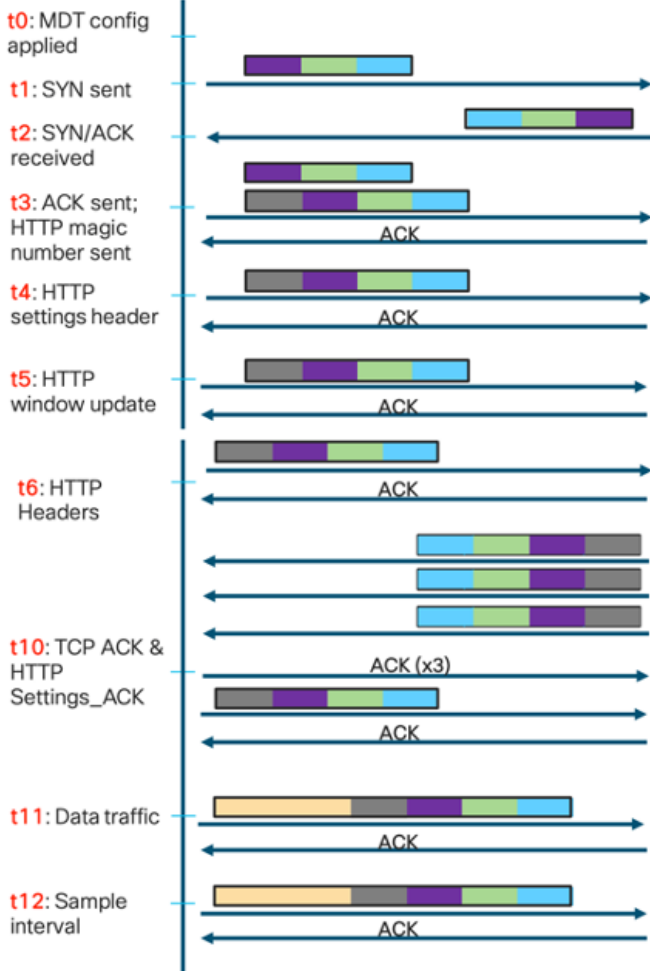 t0: MDT config
applied
t1: SYN sent
t2: SYN/ACK
received
t3: ACK sent;
HTTP magic
number sent
ACK
t4: HTTP
settings header
ACK
t5: HTTP
window update
ACK
t6: HTTP
Headers
ACK
t10: TCP ACK &
HTTP
Settings_ACK
ACK (x3)
ACK
t11: Data traffic
ACK
t12: Sample
interval
ACK